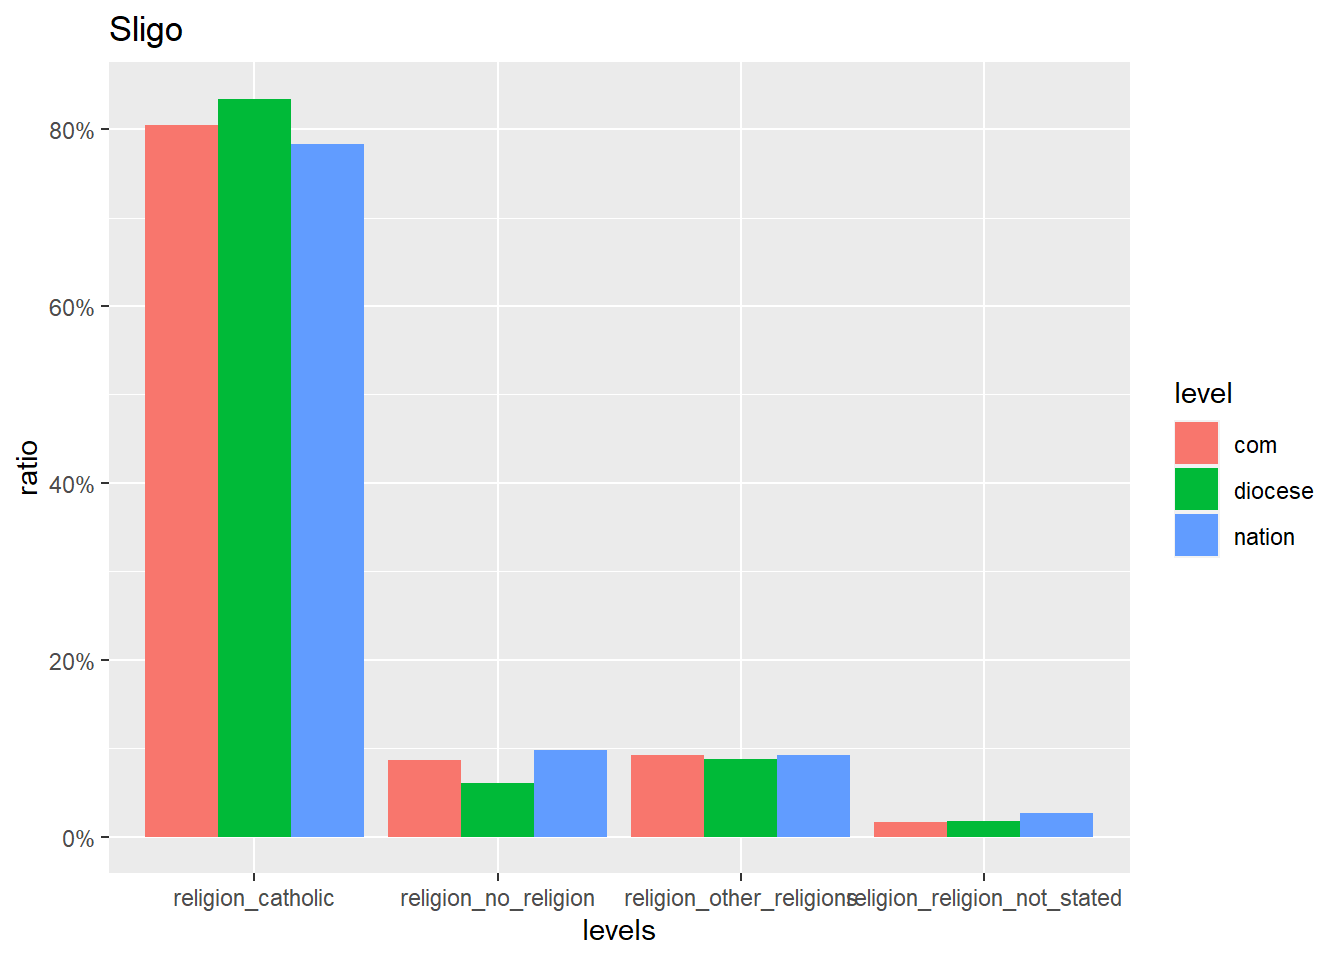 Sligo
80%
60%
40%
20%
0%
ratio
religion_catholic
religion_no_religion
religion_other_religions
religion_religion_not_stated
levels
level
com
diocese
nation